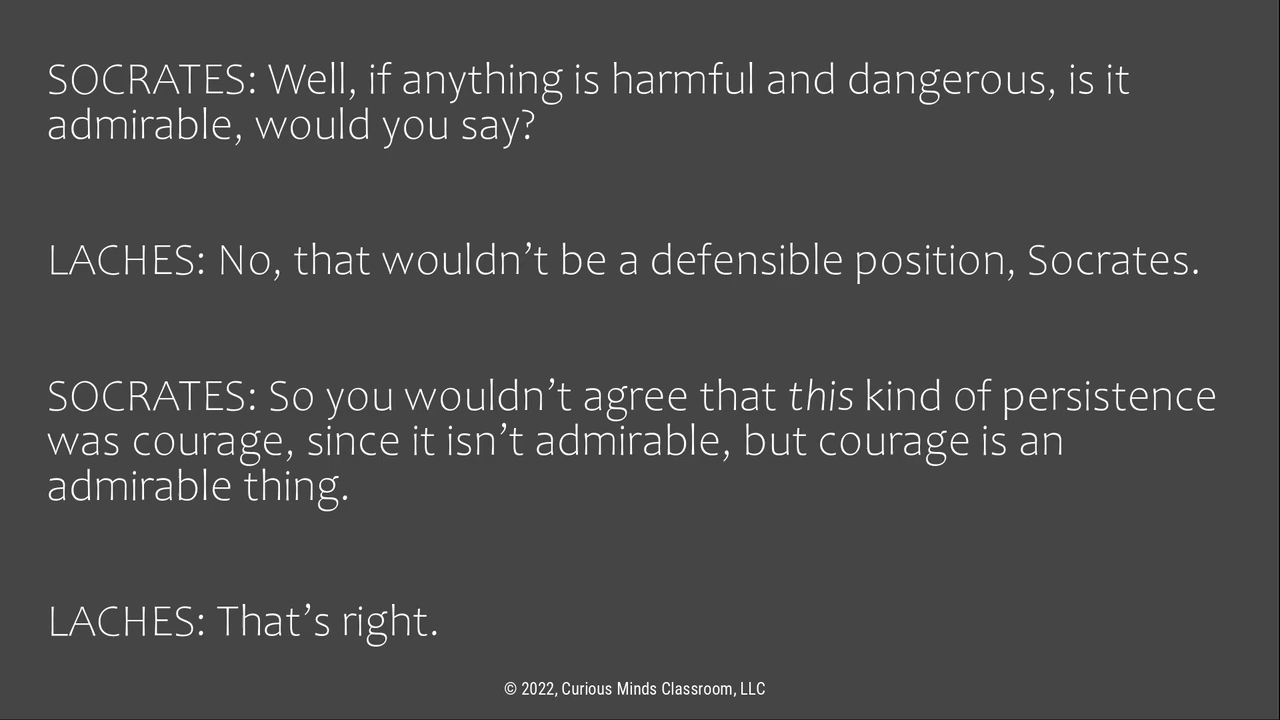 SOCRATES: Well, if anything is harmful and dangerous, is it
admirable, would you say?
LACHES: No, that wouldn’t be a defensible position, Socrates.
SOCRATES: So you wouldn’t agree that this kind of persistence
was courage, since it isn’t admirable, but courage is an
admirable thing.
LACHES: That’s right.
© 2022, Curious Minds Classroom, LLC